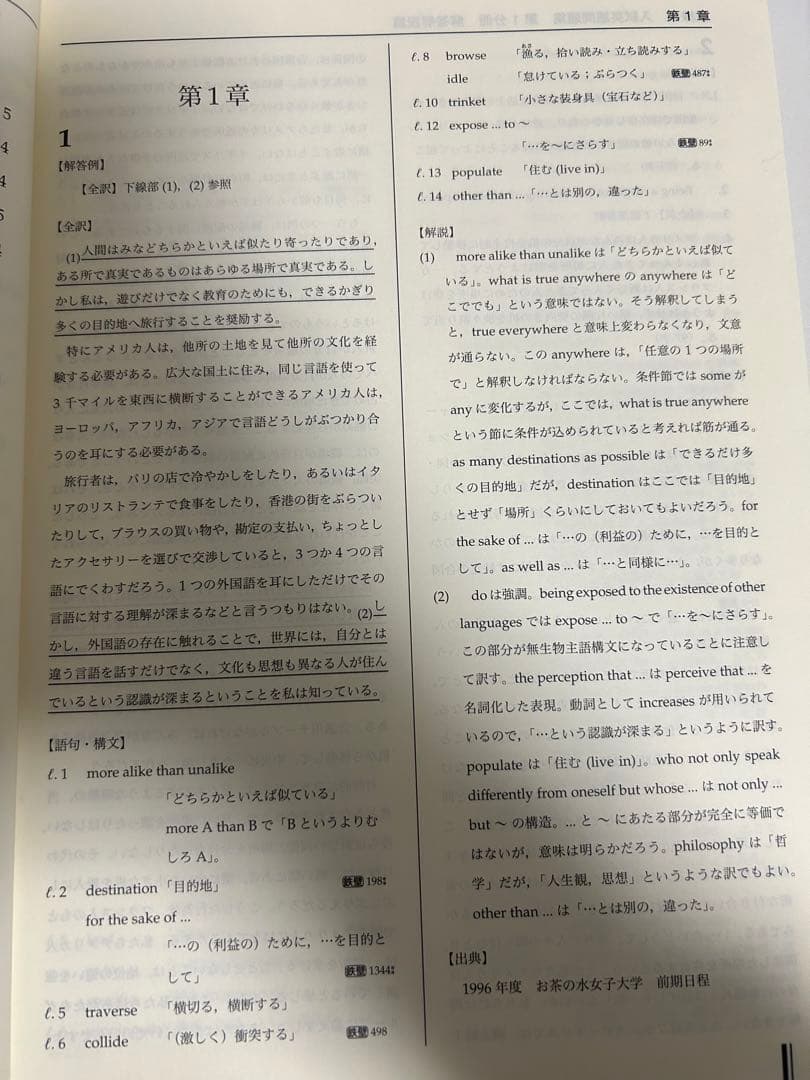 第1章
第1章
1
【解答例】
【全訳】下線部 (1), (2) 参照
【全訳】
(1)人間はみなどちらかといえば似たり寄ったりであり,
ある所で真実であるものはあらゆる場所で真実である。し
かし私は，遊びだけでなく教育のためにも，できるかぎり
多くの目的地へ旅行することを奨励する。
特にアメリカ人は，他所の土地を見て他所の文化を経
験する必要がある。広大な国土に住み，同じ言語を使って
3千マイルを東西に横断することができるアメリカ人は，
ヨーロッパ，アフリカ，アジアで言語どうしがぶつかり合
うのを耳にする必要がある。
旅行者は，パリの店で冷やかしをしたり，あるいはイタ
リアのリストランテで食事をしたり，香港の街をぶらつい
たりして，ブラウスの買い物や，勘定の支払い，ちょっとし
たアクセサリーを選びで交渉していると，3つか4つの言
語にでくわすだろう。1つの外国語を耳にしただけでその
言語に対する理解が深まるなどと言うつもりはない。(2)し
かし，外国語の存在に触れることで，世界には，自分とは
違う言語を話すだけでなく，文化も思想も異なる人が住ん
でいるという認識が深まるということを私は知っている。
【語句・構文】
ℓ. 1 more alike than unalike
「どちらかといえば似ている」
more A than B で「B というよりむ
しろ A」。
ℓ. 2 destination「目的地」 鉄壁 198‡
for the sake of ...
「…の（利益の）ために，…を目的と
して」 鉄壁 1344‡
ℓ. 5 traverse 「横切る，横断する」
ℓ. 6 collide 「（激しく）衝突する」 鉄壁 498
ℓ. 8 browse 「漁る，拾い読み・立ち読みする」
idle 「怠けている；ぶらつく」 鉄壁 487‡
ℓ. 10 trinket 「小さな装身具（宝石など）」
ℓ. 12 expose ... to ～
「…を～にさらす」 鉄壁 89‡
ℓ. 13 populate 「住む (live in)」
ℓ. 14 other than ...「…とは別の，違った」
【解説】
(1) more alike than unalike は「どちらかといえば似て
いる」。what is true anywhere の anywhere は「ど
こででも」という意味ではない。そう解釈してしまう
と，true everywhere と意味上変わらなくなり，文意
が通らない。この anywhere は，「任意の1つの場所
で」と解釈しなければならない。条件節では some が
any に変化するが，ここでは，what is true anywhere
という節に条件が込められていると考えれば筋が通る。
as many destinations as possible は「できるだけ多
くの目的地」だが，destination はここでは「目的地」
とせず「場所」くらいにしておいてもよいだろう。for
the sake of ... は「…の（利益の）ために，…を目的と
して」。as well as ... は「…と同様に…」。
(2) do は強調。being exposed to the existence of other
languages では expose ... to ～ で「…を～にさらす」。
この部分が無生物主語構文になっていることに注意し
て訳す。the perception that ... は perceive that ... を
名詞化した表現。動詞として increases が用いられて
いるので，「…という認識が深まる」というように訳す。
populate は「住む (live in)」。who not only speak
differently from oneself but whose ... は not only ...
but ～ の構造。... と ～ にあたる部分が完全に等価で
はないが，意味は明らかだろう。philosophy は「哲
学」だが，「人生観，思想」というような訳でもよい。
other than ... は「…とは別の，違った」。
【出典】
1996年度 お茶の水女子大学 前期日程